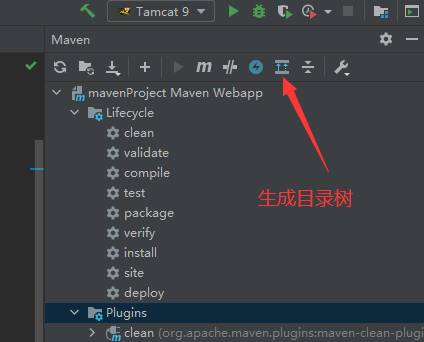 Tamcat 9
Maven
m
mavenProject Maven Webapp
Lifecycle
clean
validate
compile
test
生成目录树
package
verify
install
site
deploy
Plugins
clean (org.apache.maven.plugins:maven-clean-plugi